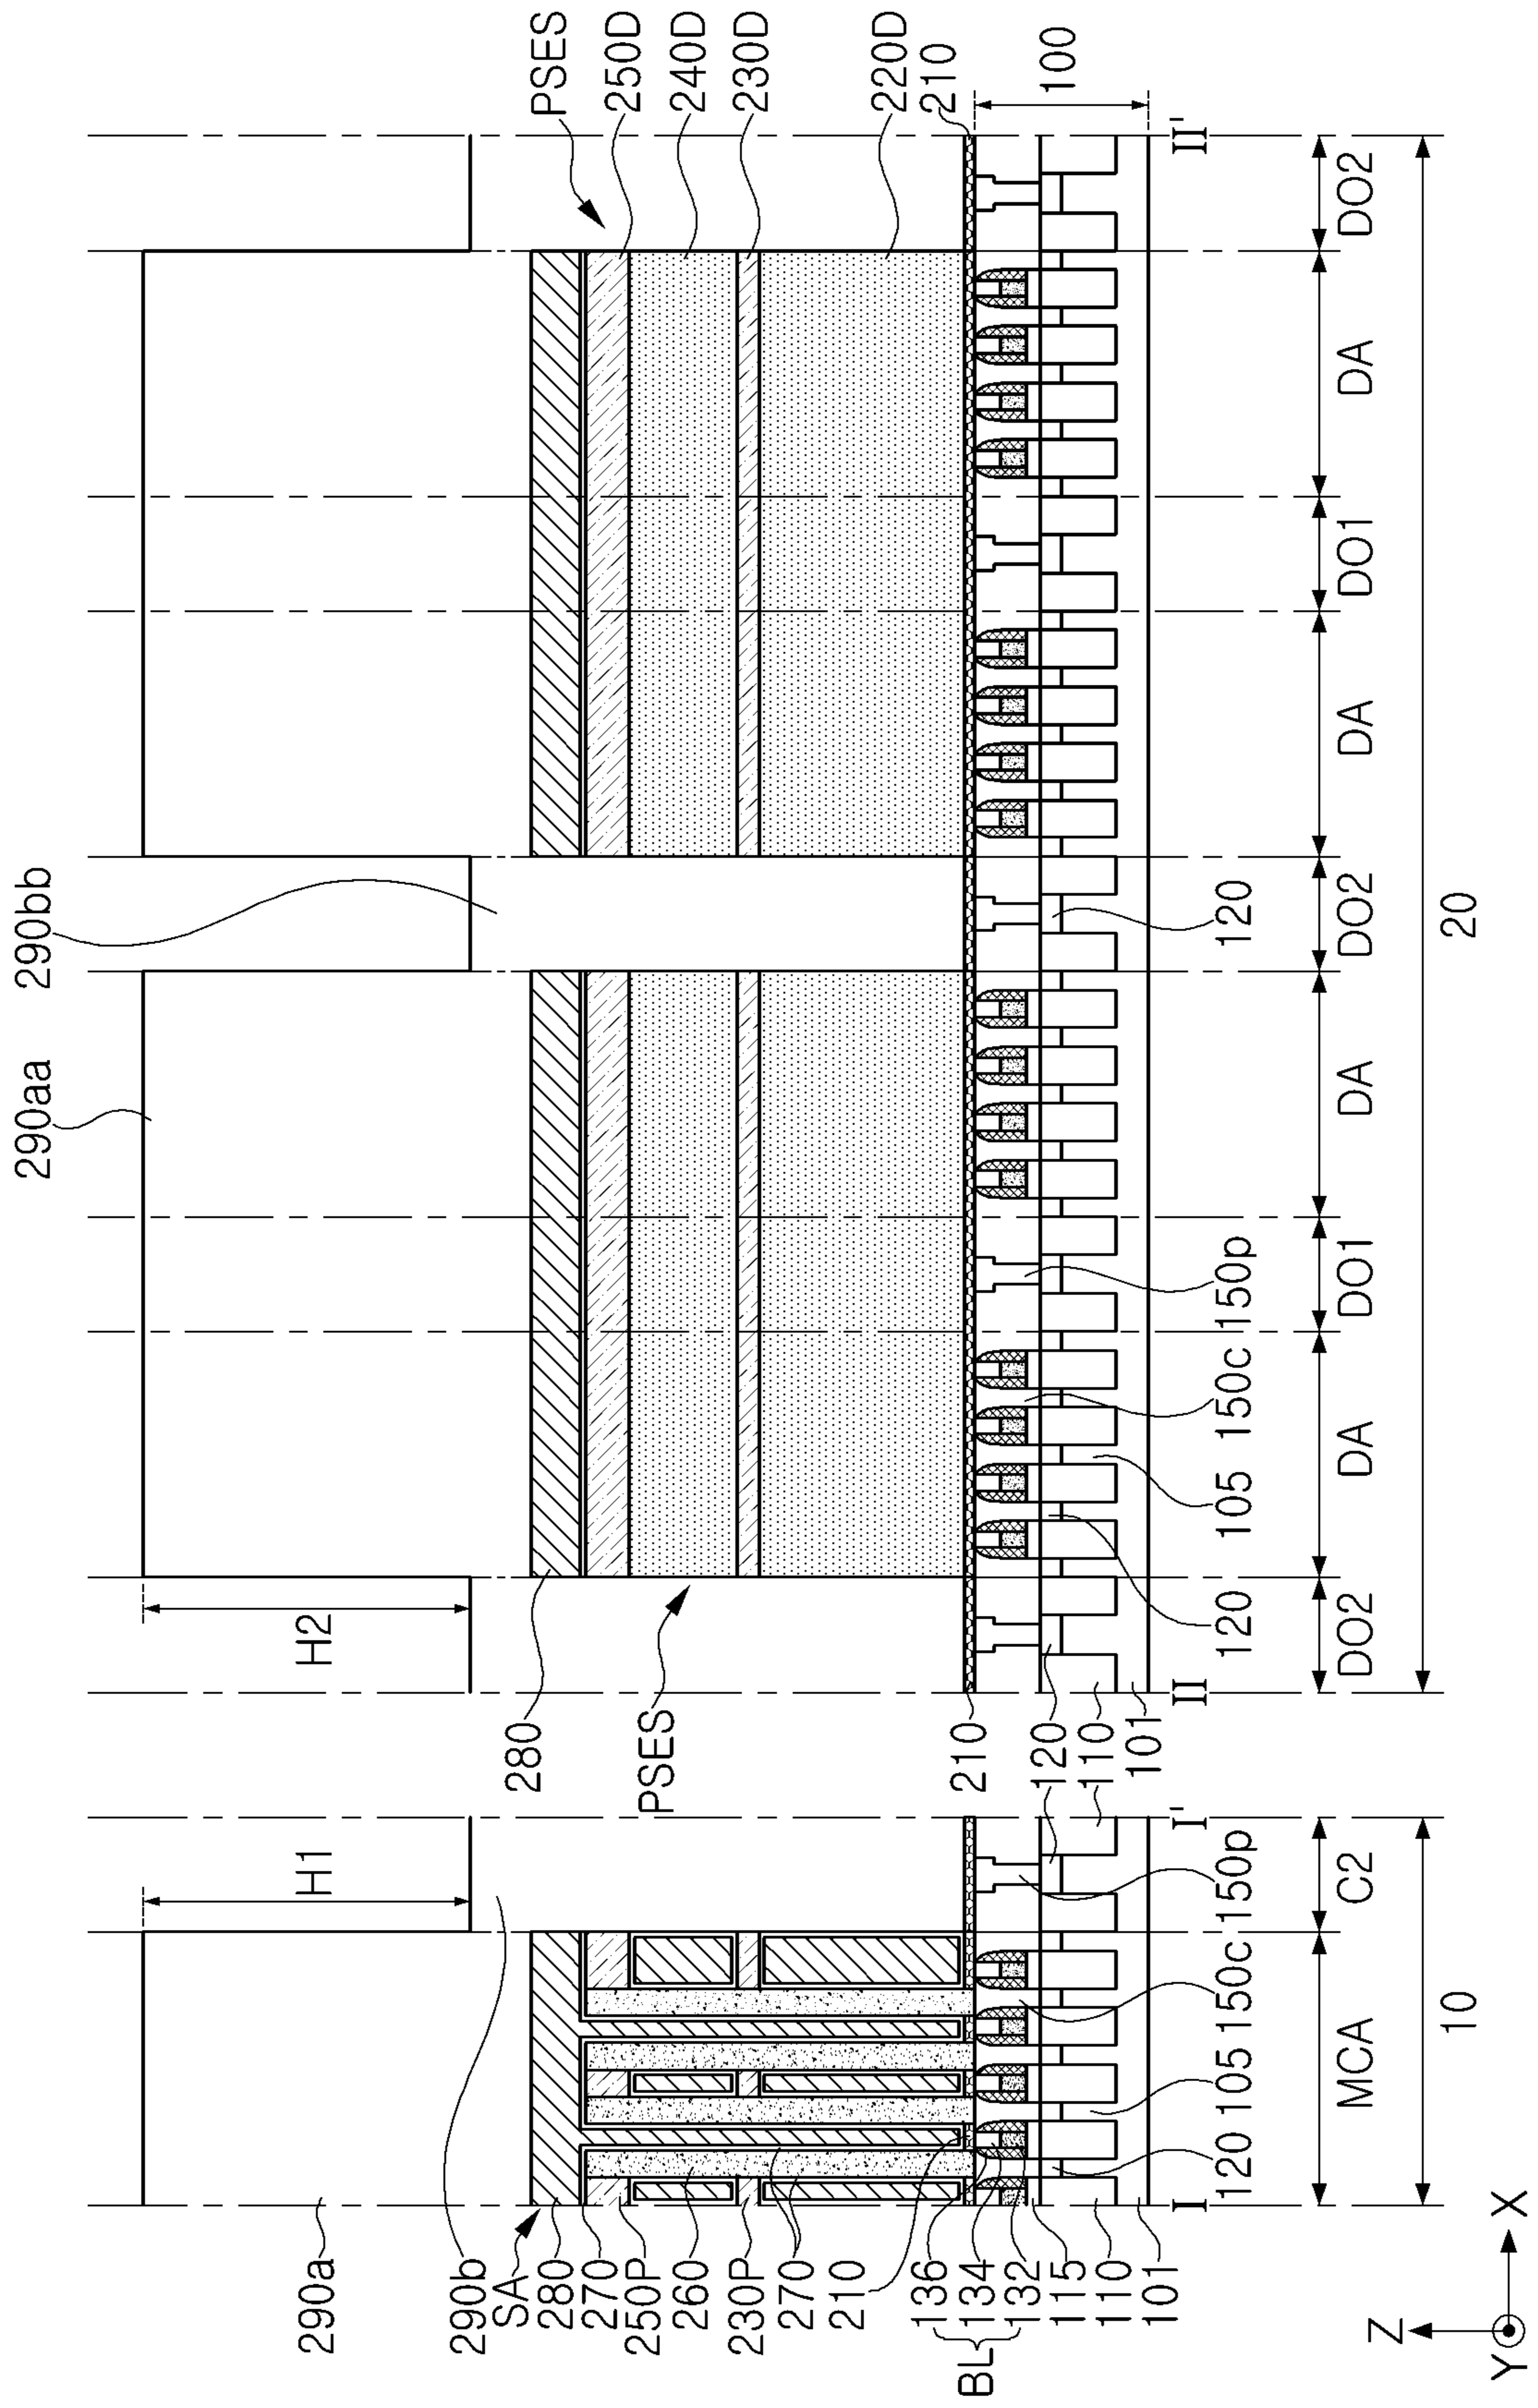 290aa
290bb
290a
290b
SA
280
270
250P
260
230P
270
210
136
134
132
BL
115
110
101
H1
H2
280
PSES
210
120
110
101
PSES
250D
240D
230D
220D
210
100
I
I'
II
II'
120
105
150c
150p
120
105
150c
150p
120
MCA
C2
DO2
DA
DO1
DA
DO2
DA
DO1
DA
DO2
10
20
Z
Y
X